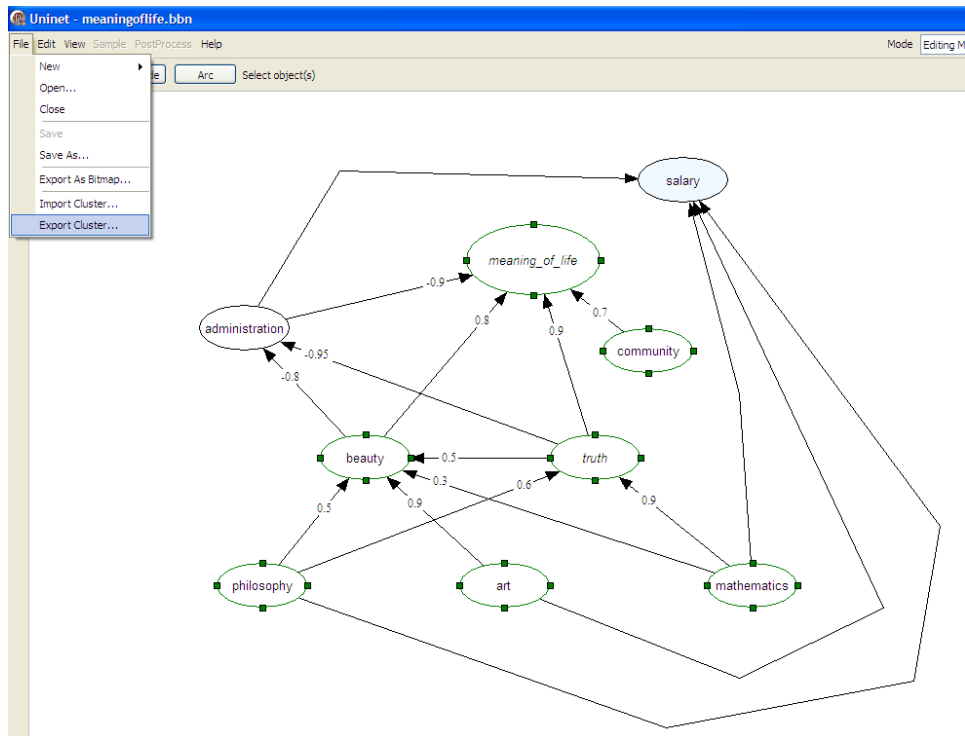 Uninet - meaningoflife.bbn
File Edit View Sample PostProcess Help
Mode Editing M
New
Open...
Close
Save
Save As...
Export As Bitmap...
Import Cluster...
Export Cluster...
de
Arc
Select object(s)
salary
meaning_of_life
-0.9
0.8
0.9
0.7
administration
community
-0.95
-0.8
beauty
0.5
truth
0.3
0.6
0.5
0.9
0.9
philosophy
art
mathematics